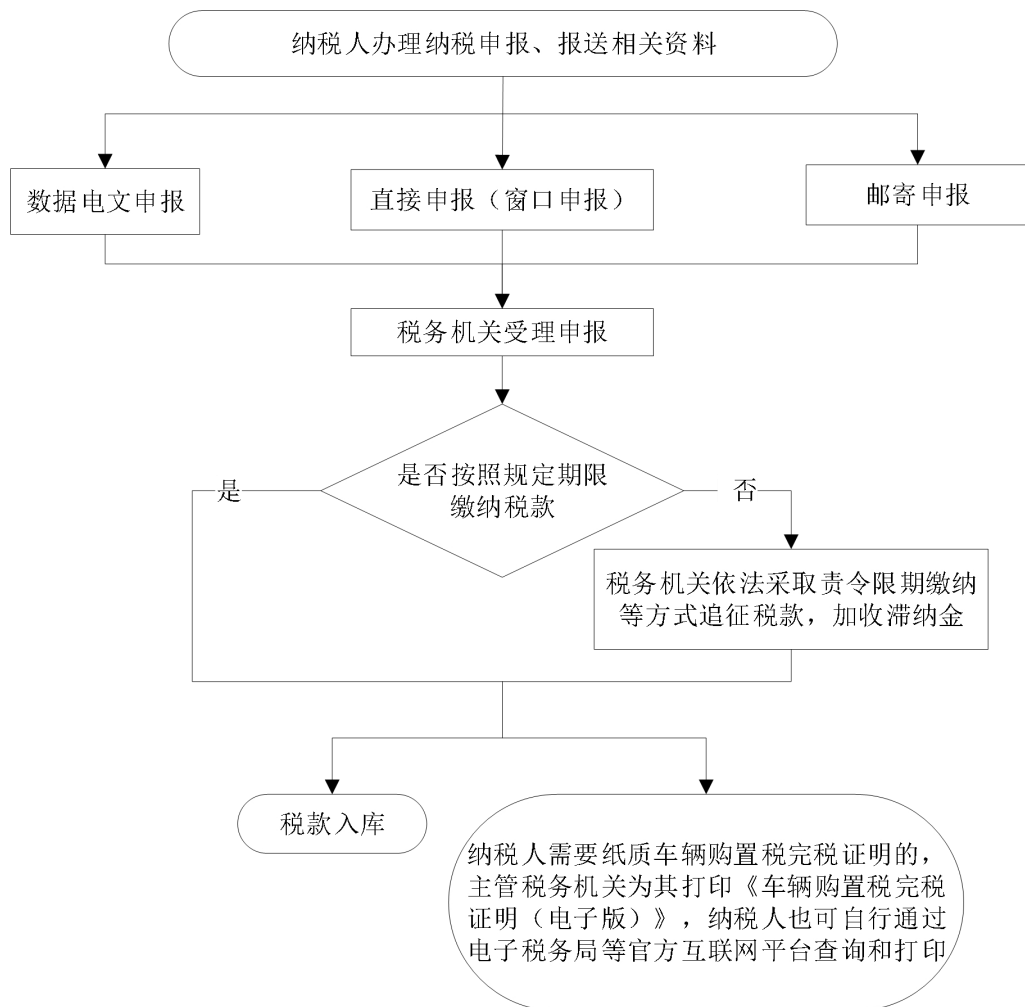 纳税人办理纳税申报、报送相关资料
数据电文申报
直接申报（窗口申报）
邮寄申报
税务机关受理申报
是否按照规定期限
缴纳税款
是
否
税务机关依法采取责令限期缴纳
等方式追征税款，加收滞纳金
税款入库
纳税人需要纸质车辆购置税完税证明的，
主管税务机关为其打印《车辆购置税完税
证明（电子版）》，纳税人也可自行通过
电子税务局等官方互联网平台查询和打印